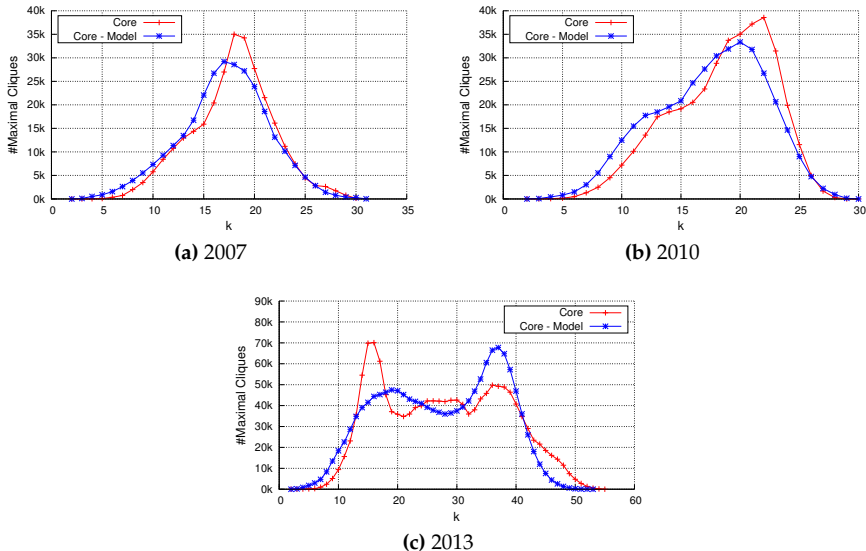 40k
35k
30k
25k
20k
15k
10k
5k
0k
#Maximal Cliques
Core
Core - Model
0 5 10 15 20 25 30 35
k
(a) 2007
40k
35k
30k
25k
20k
15k
10k
5k
0k
#Maximal Cliques
Core
Core - Model
0 5 10 15 20 25 30
k
(b) 2010
90k
80k
70k
60k
50k
40k
30k
20k
10k
0k
#Maximal Cliques
Core
Core - Model
0 10 20 30 40 50 60
k
(c) 2013